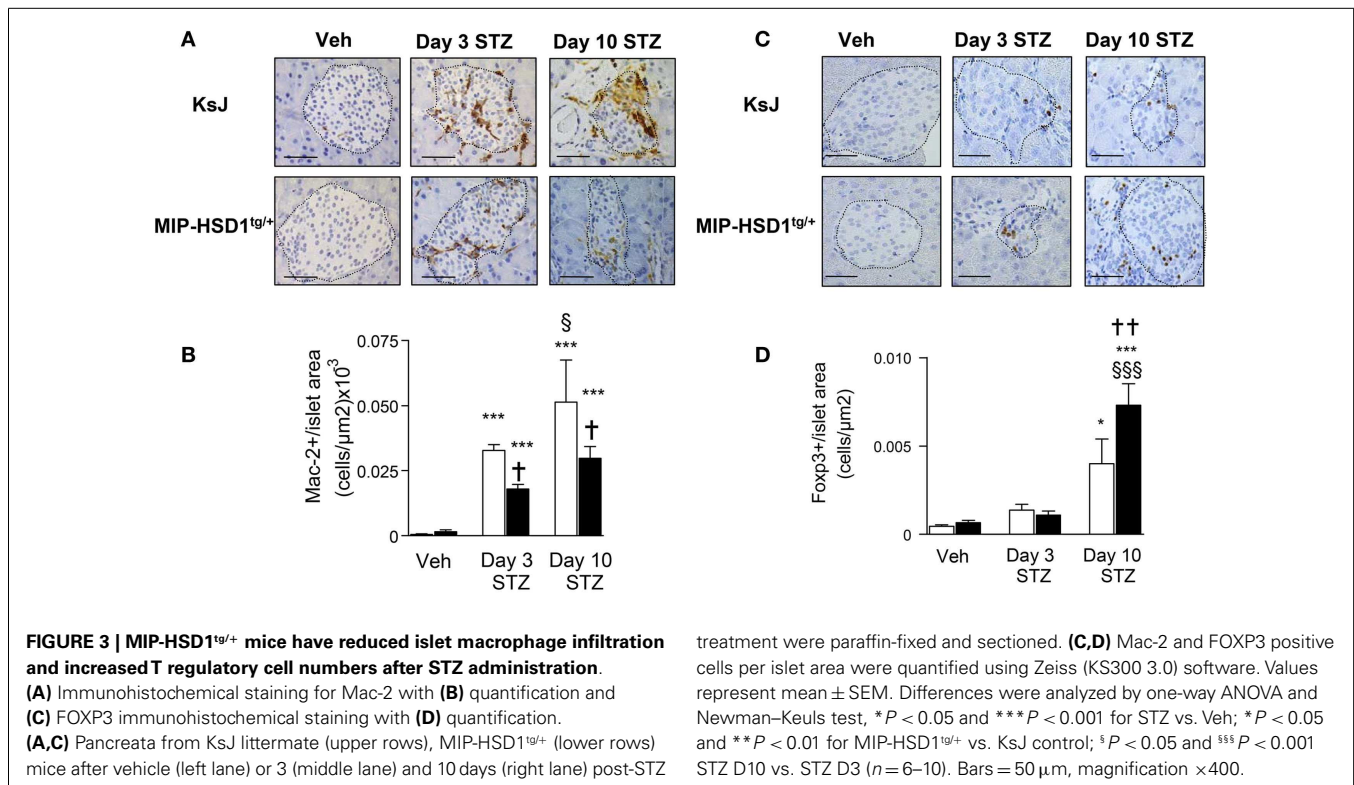 A
Veh Day 3 STZ Day 10 STZ
KsJ
MIP-HSD1tg/+
C
Veh Day 3 STZ Day 10 STZ
KsJ
MIP-HSD1tg/+
B
Mac-2+/islet area
(cells/µm2)x10-3
0.075
0.050
0.025
0
***
***
†
§
***
***
†
Veh Day 3 STZ Day 10 STZ
D
Foxp3+/islet area
(cells/µm2)
0.010
0.005
0
*
††
***
§§§
Veh Day 3 STZ Day 10 STZ
FIGURE 3 | MIP-HSD1tg/+ mice have reduced islet macrophage infiltration
and increased T regulatory cell numbers after STZ administration.
(A) Immunohistochemical staining for Mac-2 with (B) quantification and
(C) FOXP3 immunohistochemical staining with (D) quantification.
(A,C) Pancreata from KsJ littermate (upper rows), MIP-HSD1tg/+ (lower rows)
mice after vehicle (left lane) or 3 (middle lane) and 10 days (right lane) post-STZ
treatment were paraffin-fixed and sectioned. (C,D) Mac-2 and FOXP3 positive
cells per islet area were quantified using Zeiss (KS300 3.0) software. Values
represent mean ± SEM. Differences were analyzed by one-way ANOVA and
Newman–Keuls test, *P < 0.05 and ***P < 0.001 for STZ vs. Veh; *P < 0.05
and **P < 0.01 for MIP-HSD1tg/+ vs. KsJ control; §P < 0.05 and §§§P < 0.001
STZ D10 vs. STZ D3 (n = 6–10). Bars = 50 µm, magnification ×400.